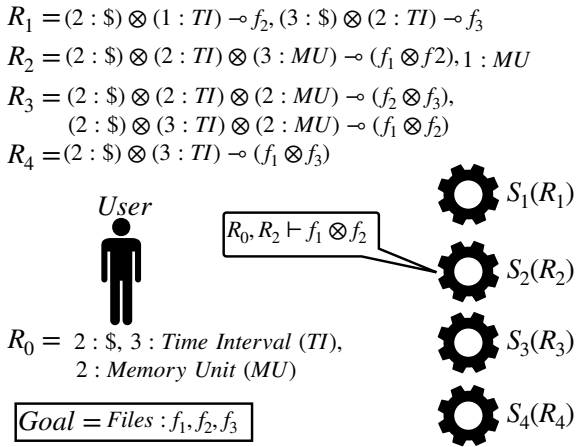 R₁ = (2 : $) ⊗ (1 : TI) ⊸ f₂, (3 : $) ⊗ (2 : TI) ⊸ f₃
R₂ = (2 : $) ⊗ (2 : TI) ⊗ (3 : MU) ⊸ (f₁ ⊗ f2), 1 : MU
R₃ = (2 : $) ⊗ (2 : TI) ⊗ (2 : MU) ⊸ (f₂ ⊗ f₃),
(2 : $) ⊗ (3 : TI) ⊗ (2 : MU) ⊸ (f₁ ⊗ f₂)
R₄ = (2 : $) ⊗ (3 : TI) ⊸ (f₁ ⊗ f₃)
User
R₀, R₂ ⊢ f₁ ⊗ f₂
S₁(R₁)
S₂(R₂)
S₃(R₃)
S₄(R₄)
R₀ = 2 : $, 3 : Time Interval (TI),
2 : Memory Unit (MU)
Goal = Files : f₁, f₂, f₃